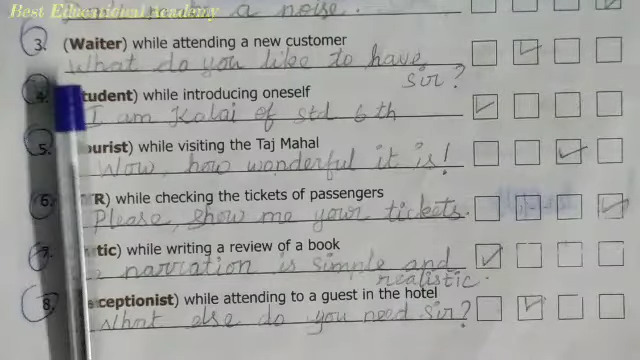 Best Educational Academy
a noise.
3. (Waiter) while attending a new customer
What do you like to have
sir?
4. tudent) while introducing oneself
I am Kalai of std 6th
5. ourist) while visiting the Taj Mahal
Wow, how wonderful it is!
6. R) while checking the tickets of passengers
Please, show me your tickets.
7. tic) while writing a review of a book
narration is simple and
realistic.
8. ceptionist) while attending to a guest in the hotel
What else do you need sir?